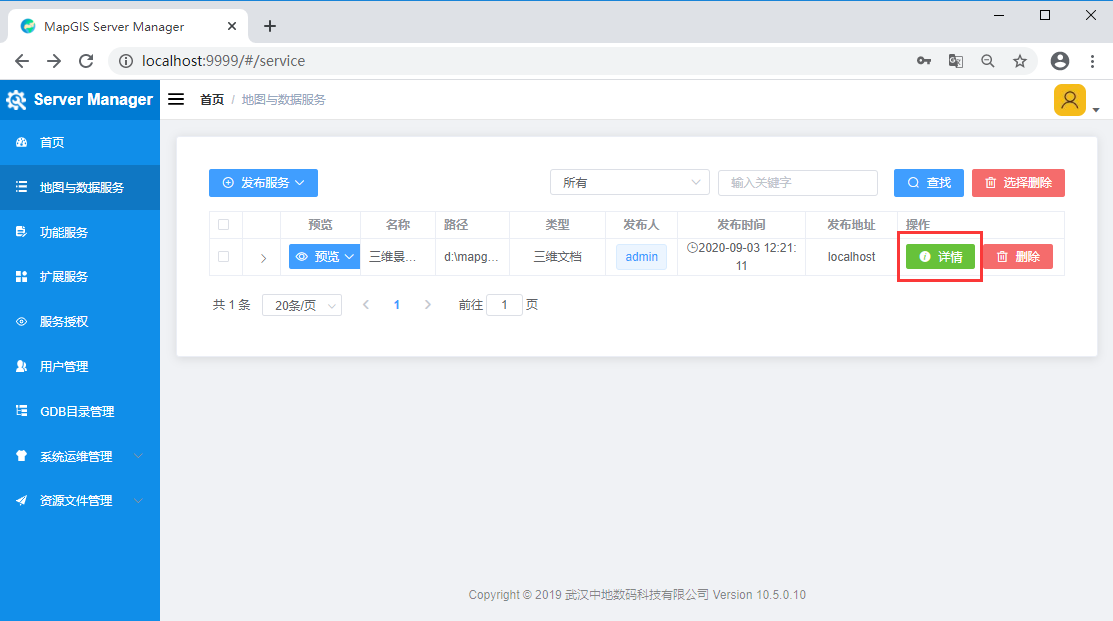 MapGIS Server Manager
localhost:9999/#/service
Server Manager
首页 / 地图与数据服务
首页
地图与数据服务
功能服务
扩展服务
服务授权
用户管理
GDB目录管理
系统运维管理
资源文件管理
发布服务
所有
输入关键字
查找
选择删除
预览 名称 路径 类型 发布人 发布时间 发布地址 操作
预览 三维景... d:\mapg... 三维文档 admin 2020-09-03 12:21:
11
localhost
详情
删除
共 1 条 20条/页 1 前往 1 页
Copyright © 2019 武汉中地数码科技有限公司 Version 10.5.0.10